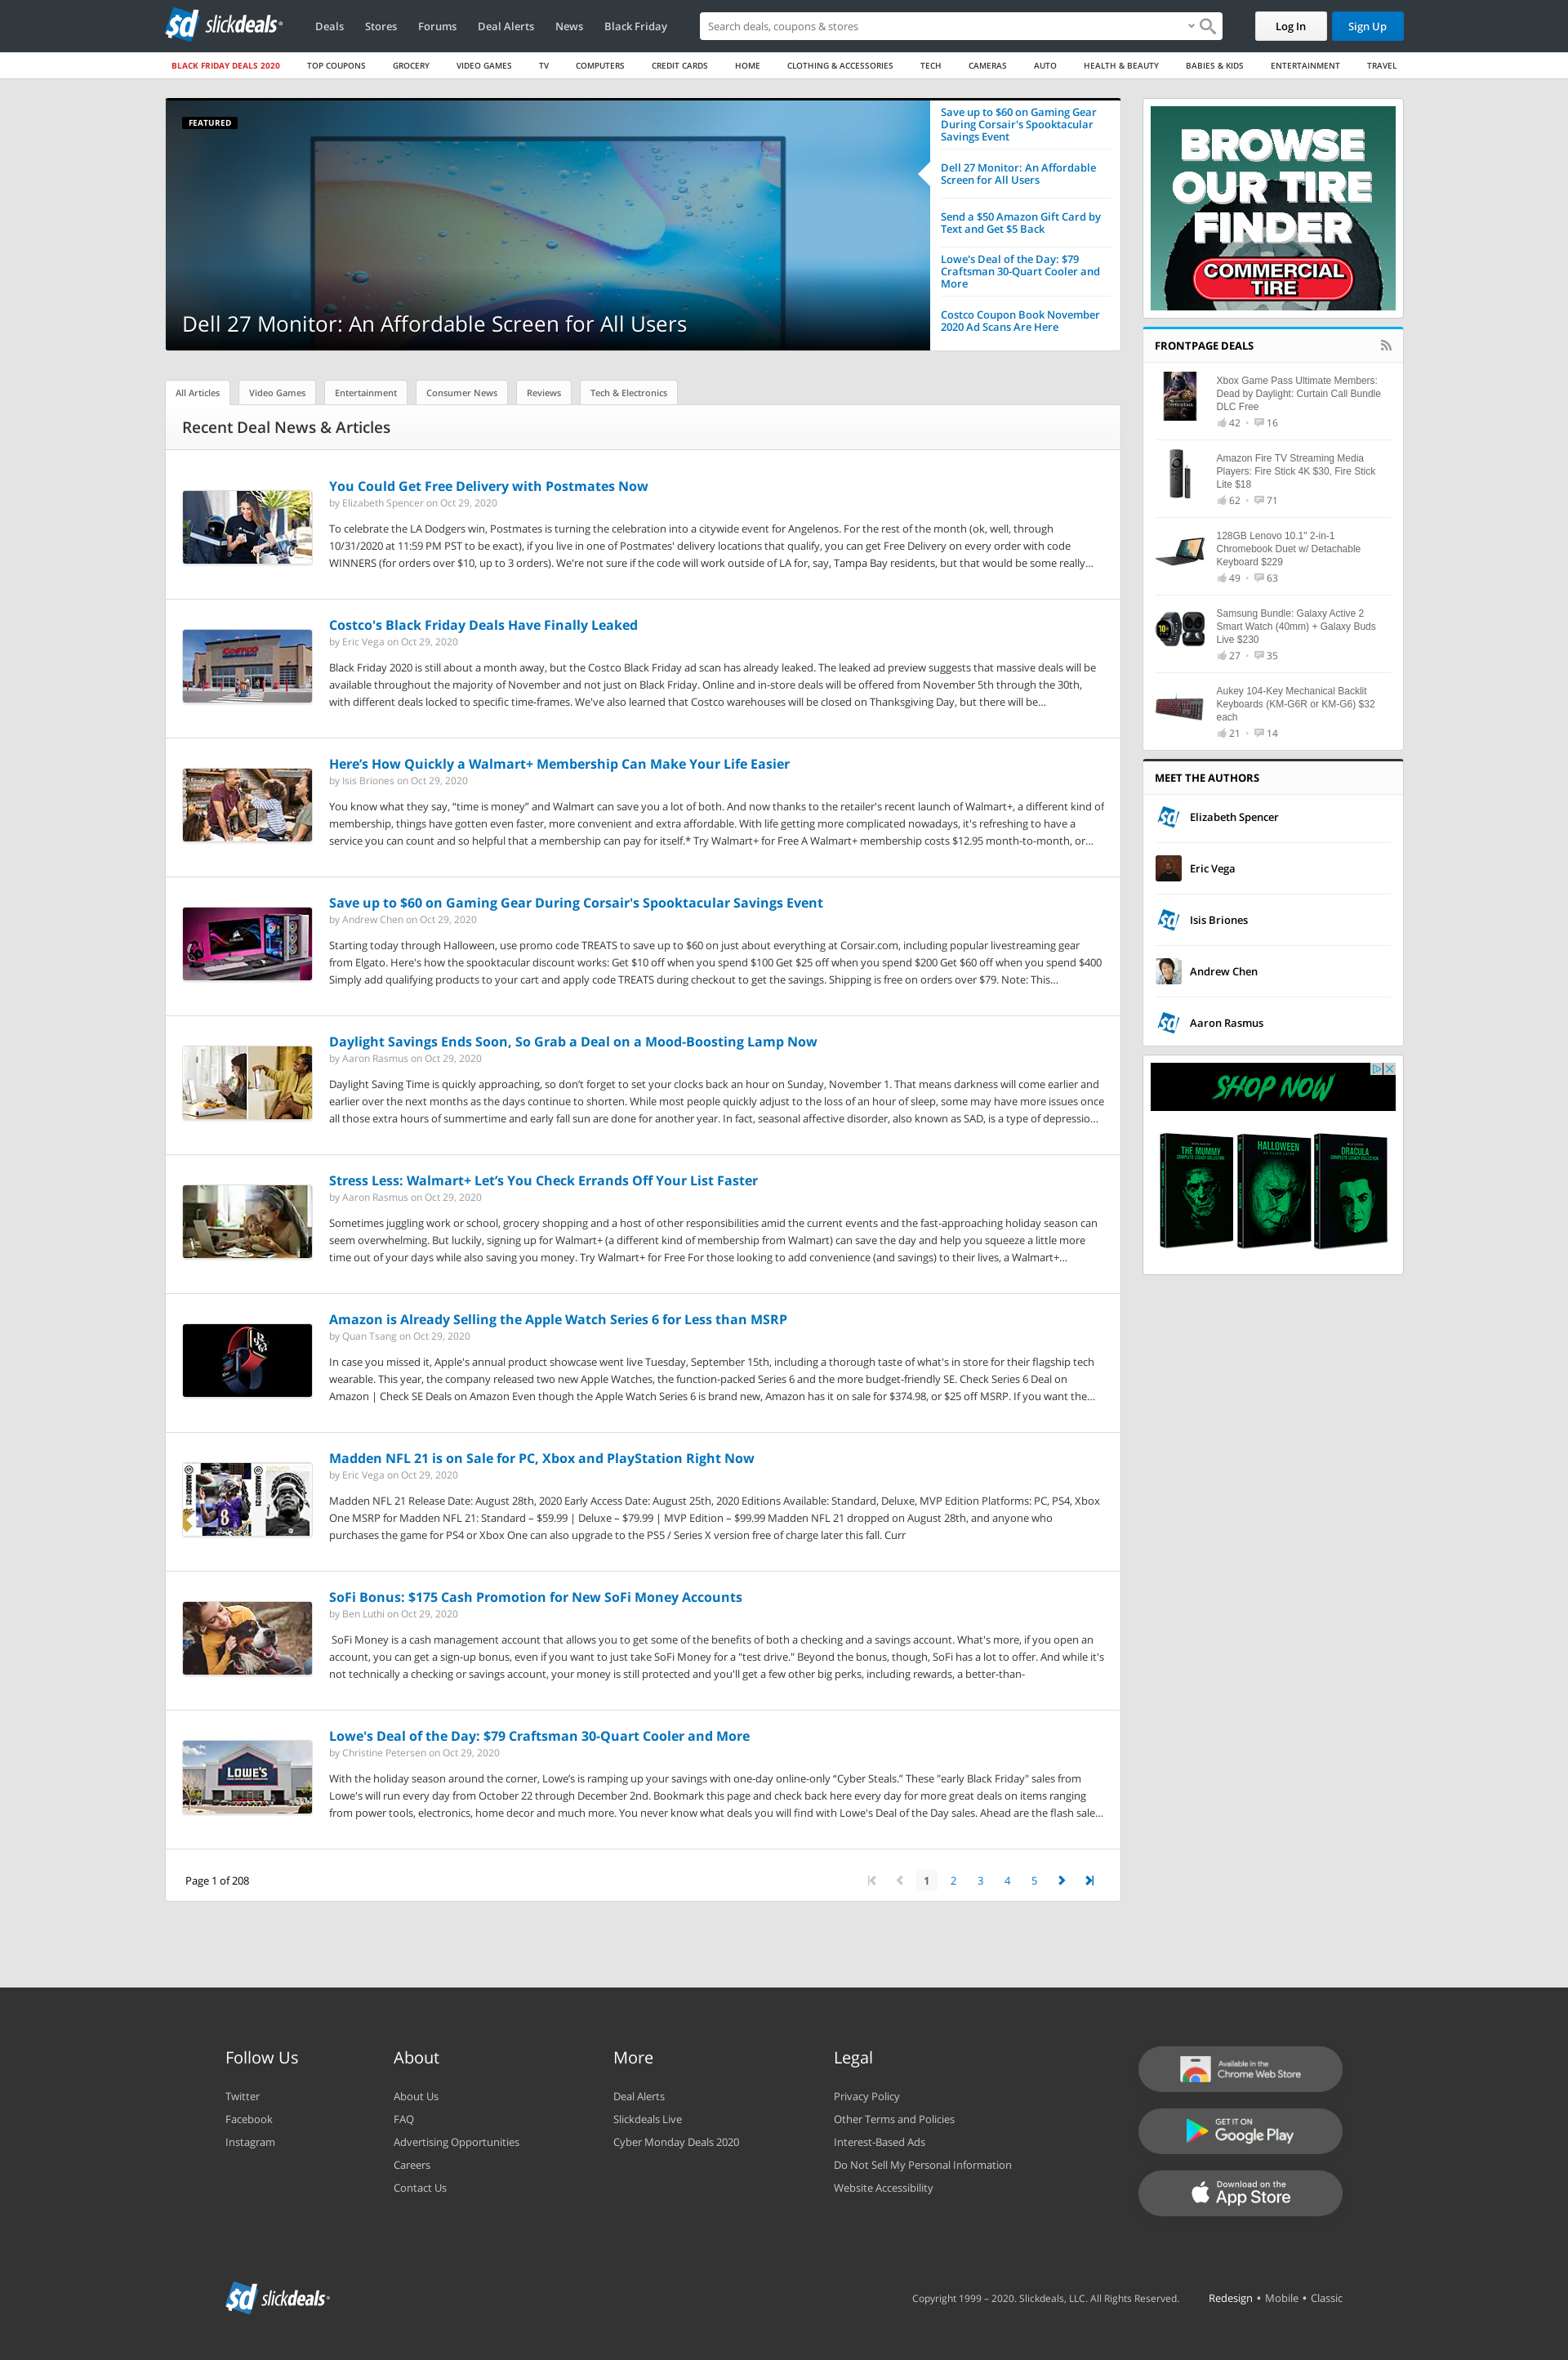 sd slickdeals
Deals Stores Forums Deal Alerts News Black Friday
Search deals, coupons & stores
Log In
Sign Up
BLACK FRIDAY DEALS 2020 TOP COUPONS GROCERY VIDEO GAMES TV COMPUTERS CREDIT CARDS HOME CLOTHING & ACCESSORIES TECH CAMERAS AUTO HEALTH & BEAUTY BABIES & KIDS ENTERTAINMENT TRAVEL
FEATURED
Dell 27 Monitor: An Affordable Screen for All Users
Save up to $60 on Gaming Gear
During Corsair's Spooktacular
Savings Event
Dell 27 Monitor: An Affordable
Screen for All Users
Send a $50 Amazon Gift Card by
Text and Get $5 Back
Lowe's Deal of the Day: $79
Craftsman 30-Quart Cooler and
More
Costco Coupon Book November
2020 Ad Scans Are Here
All Articles
Video Games
Entertainment
Consumer News
Reviews
Tech & Electronics
Recent Deal News & Articles
You Could Get Free Delivery with Postmates Now
by Elizabeth Spencer on Oct 29, 2020
To celebrate the LA Dodgers win, Postmates is turning the celebration into a citywide event for Angelenos. For the rest of the month (ok, well, through
10/31/2020 at 11:59 PM PST to be exact), if you live in one of Postmates' delivery locations that qualify, you can get Free Delivery on every order with code
WINNERS (for orders over $10, up to 3 orders). We're not sure if the code will work outside of LA for, say, Tampa Bay residents, but that would be some really...
COSTCO
Costco's Black Friday Deals Have Finally Leaked
by Eric Vega on Oct 29, 2020
Black Friday 2020 is still about a month away, but the Costco Black Friday ad scan has already leaked. The leaked ad preview suggests that massive deals will be
available throughout the majority of November and not just on Black Friday. Online and in-store deals will be offered from November 5th through the 30th,
with different deals locked to specific time-frames. We've also learned that Costco warehouses will be closed on Thanksgiving Day, but there will be...
Here’s How Quickly a Walmart+ Membership Can Make Your Life Easier
by Isis Briones on Oct 29, 2020
You know what they say, “time is money” and Walmart can save you a lot of both. And now thanks to the retailer's recent launch of Walmart+, a different kind of
membership, things have gotten even faster, more convenient and extra affordable. With life getting more complicated nowadays, it's refreshing to have a
service you can count and so helpful that a membership can pay for itself.* Try Walmart+ for Free A Walmart+ membership costs $12.95 month-to-month, or...
Save up to $60 on Gaming Gear During Corsair's Spooktacular Savings Event
by Andrew Chen on Oct 29, 2020
Starting today through Halloween, use promo code TREATS to save up to $60 on just about everything at Corsair.com, including popular livestreaming gear
from Elgato. Here's how the spooktacular discount works: Get $10 off when you spend $100 Get $25 off when you spend $200 Get $60 off when you spend $400
Simply add qualifying products to your cart and apply code TREATS during checkout to get the savings. Shipping is free on orders over $79. Note: This...
Daylight Savings Ends Soon, So Grab a Deal on a Mood-Boosting Lamp Now
by Aaron Rasmus on Oct 29, 2020
Daylight Saving Time is quickly approaching, so don’t forget to set your clocks back an hour on Sunday, November 1. That means darkness will come earlier and
earlier over the next months as the days continue to shorten. While most people quickly adjust to the loss of an hour of sleep, some may have more issues once
all those extra hours of summertime and early fall sun are done for another year. In fact, seasonal affective disorder, also known as SAD, is a type of depressio...
Stress Less: Walmart+ Let’s You Check Errands Off Your List Faster
by Aaron Rasmus on Oct 29, 2020
Sometimes juggling work or school, grocery shopping and a host of other responsibilities amid the current events and the fast-approaching holiday season can
seem overwhelming. But luckily, signing up for Walmart+ (a different kind of membership from Walmart) can save the day and help you squeeze a little more
time out of your days while also saving you money. Try Walmart+ for Free For those looking to add convenience (and savings) to their lives, a Walmart+...
Amazon is Already Selling the Apple Watch Series 6 for Less than MSRP
by Quan Tsang on Oct 29, 2020
In case you missed it, Apple's annual product showcase went live Tuesday, September 15th, including a thorough taste of what's in store for their flagship tech
wearable. This year, the company released two new Apple Watches, the function-packed Series 6 and the more budget-friendly SE. Check Series 6 Deal on
Amazon | Check SE Deals on Amazon Even though the Apple Watch Series 6 is brand new, Amazon has it on sale for $374.98, or $25 off MSRP. If you want the...
Madden NFL 21 is on Sale for PC, Xbox and PlayStation Right Now
by Eric Vega on Oct 29, 2020
Madden NFL 21 Release Date: August 28th, 2020 Early Access Date: August 25th, 2020 Editions Available: Standard, Deluxe, MVP Edition Platforms: PC, PS4, Xbox
One MSRP for Madden NFL 21: Standard – $59.99 | Deluxe – $79.99 | MVP Edition – $99.99 Madden NFL 21 dropped on August 28th, and anyone who
purchases the game for PS4 or Xbox One can also upgrade to the PS5 / Series X version free of charge later this fall. Curr
SoFi Bonus: $175 Cash Promotion for New SoFi Money Accounts
by Ben Luthi on Oct 29, 2020
SoFi Money is a cash management account that allows you to get some of the benefits of both a checking and a savings account. What's more, if you open an
account, you can get a sign-up bonus, even if you want to just take SoFi Money for a "test drive." Beyond the bonus, though, SoFi has a lot to offer. And while it's
not technically a checking or savings account, your money is still protected and you'll get a few other big perks, including rewards, a better-than-
LOWE'S
Lowe's Deal of the Day: $79 Craftsman 30-Quart Cooler and More
by Christine Petersen on Oct 29, 2020
With the holiday season around the corner, Lowe’s is ramping up your savings with one-day online-only “Cyber Steals.” These "early Black Friday" sales from
Lowe's will run every day from October 22 through December 2nd. Bookmark this page and check back here every day for more great deals on items ranging
from power tools, electronics, home decor and much more. You never know what deals you will find with Lowe's Deal of the Day sales. Ahead are the flash sale...
Page 1 of 208
1 2 3 4 5
BROWSE
OUR TIRE
FINDER
COMMERCIAL
TIRE
FRONTPAGE DEALS
Xbox Game Pass Ultimate Members:
Dead by Daylight: Curtain Call Bundle
DLC Free
42 • 16
Amazon Fire TV Streaming Media
Players: Fire Stick 4K $30, Fire Stick
Lite $18
62 • 71
128GB Lenovo 10.1" 2-in-1
Chromebook Duet w/ Detachable
Keyboard $229
49 • 63
Samsung Bundle: Galaxy Active 2
Smart Watch (40mm) + Galaxy Buds
Live $230
27 • 35
Aukey 104-Key Mechanical Backlit
Keyboards (KM-G6R or KM-G6) $32
each
21 • 14
MEET THE AUTHORS
Elizabeth Spencer
Eric Vega
Isis Briones
Andrew Chen
Aaron Rasmus
SHOP NOW
THE MUMMY
COMPLETE LEGACY COLLECTION
HALLOWEEN
DRACULA
COMPLETE LEGACY COLLECTION
Follow Us
Twitter
Facebook
Instagram
About
About Us
FAQ
Advertising Opportunities
Careers
Contact Us
More
Deal Alerts
Slickdeals Live
Cyber Monday Deals 2020
Legal
Privacy Policy
Other Terms and Policies
Interest-Based Ads
Do Not Sell My Personal Information
Website Accessibility
Available in the
Chrome Web Store
GET IT ON
Google Play
Download on the
App Store
sd slickdeals
Copyright 1999 – 2020. Slickdeals, LLC. All Rights Reserved.
Redesign • Mobile • Classic